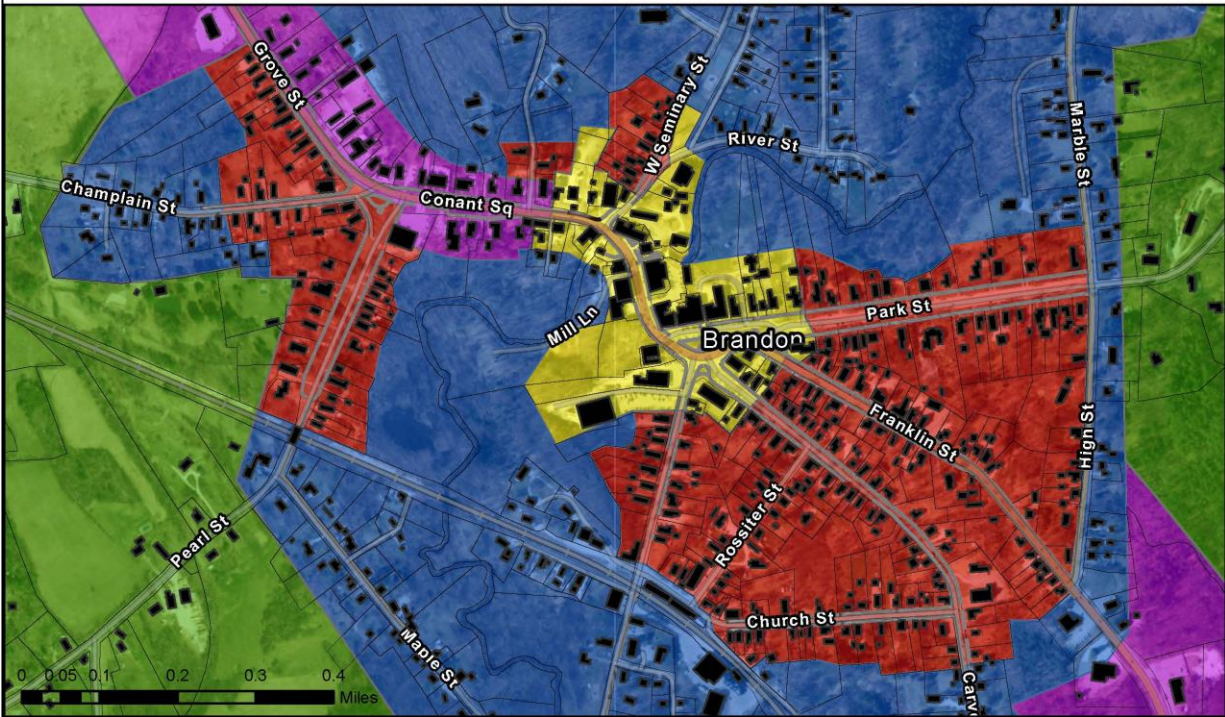 Grove St
W Seminary St
River St
Marble St
Champlain St
Conant Sq
Mill Ln
Park St
Brandon
Franklin St
High St
Rossiter St
Pearl St
Church St
Maple St
Carv
0 0.05 0.1 0.2 0.3 0.4
Miles